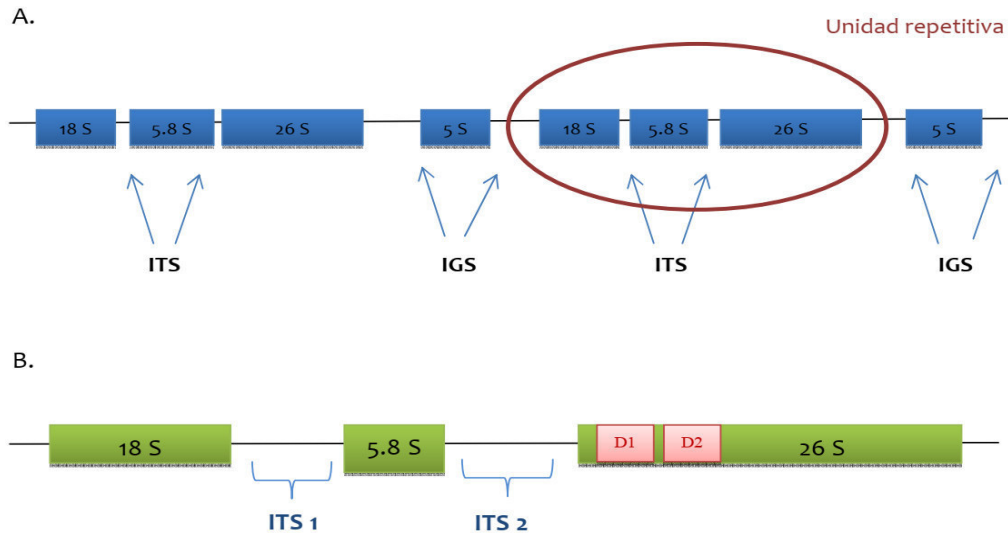 A.
Unidad repetitiva
18 S 5.8 S 26 S 5 S 18 S 5.8 S 26 S 5 S
ITS IGS ITS IGS
B.
18 S 5.8 S D1 D2 26 S
ITS 1 ITS 2